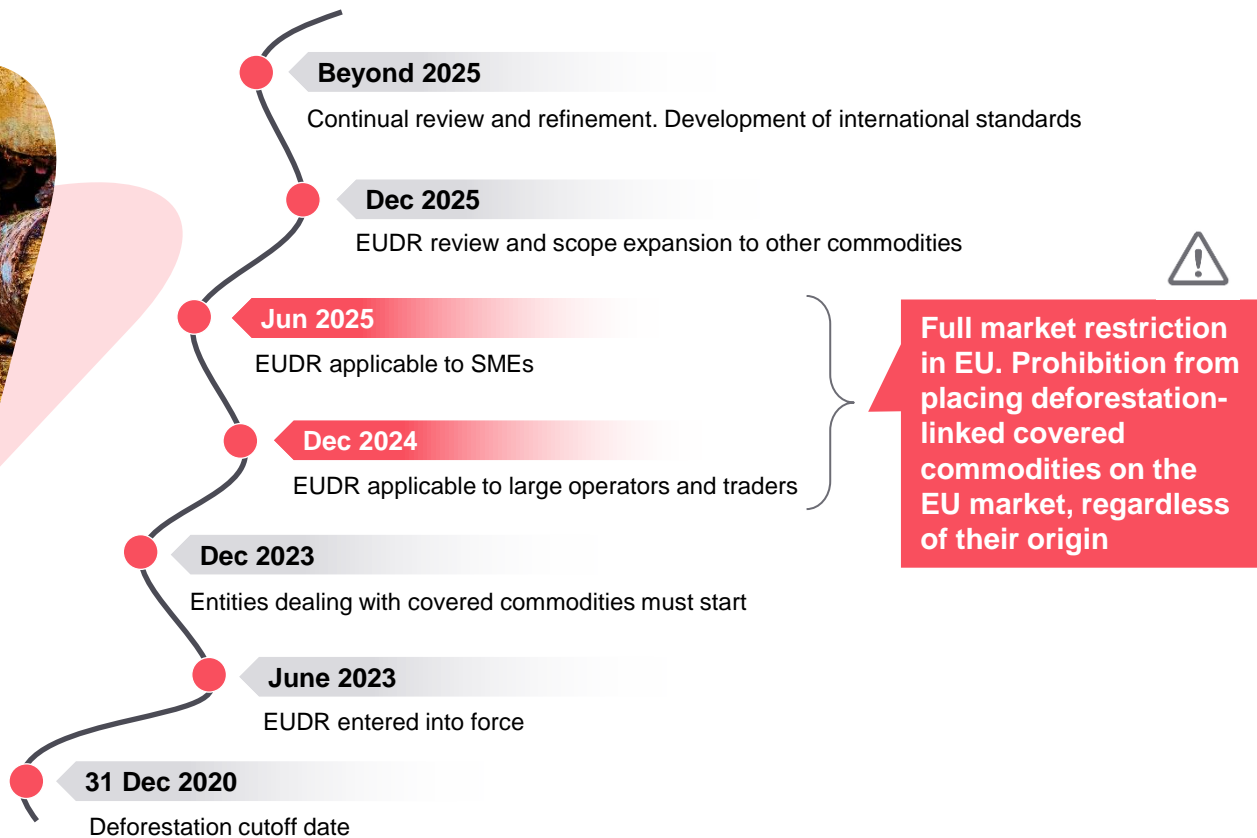 Beyond 2025
Continual review and refinement. Development of international standards
Dec 2025
EUDR review and scope expansion to other commodities
Jun 2025
EUDR applicable to SMEs
Dec 2024
EUDR applicable to large operators and traders
Full market restriction
in EU. Prohibition from
placing deforestation-
linked covered
commodities on the
EU market, regardless
of their origin
Dec 2023
Entities dealing with covered commodities must start
June 2023
EUDR entered into force
31 Dec 2020
Deforestation cutoff date